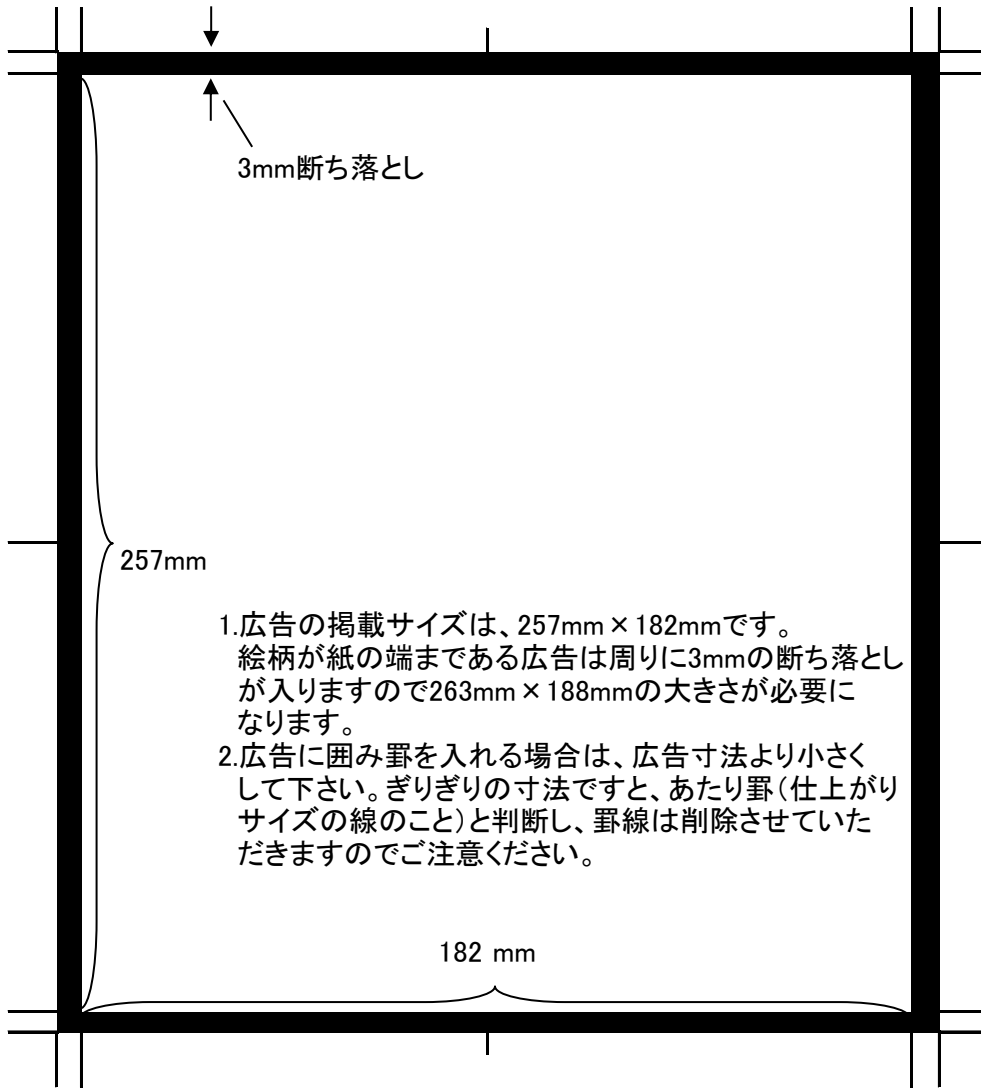 3mm断ち落とし
257mm
1.広告の掲載サイズは、257mm×182mmです。
絵柄が紙の端まである広告は周りに3mmの断ち落とし
が入りますので263mm×188mmの大きさが必要に
なります。
2.広告に囲み罫を入れる場合は、広告寸法より小さく
して下さい。ぎりぎりの寸法ですと、あたり罫（仕上がり
サイズの線のこと）と判断し、罫線は削除させていた
だきますのでご注意ください。
182 mm